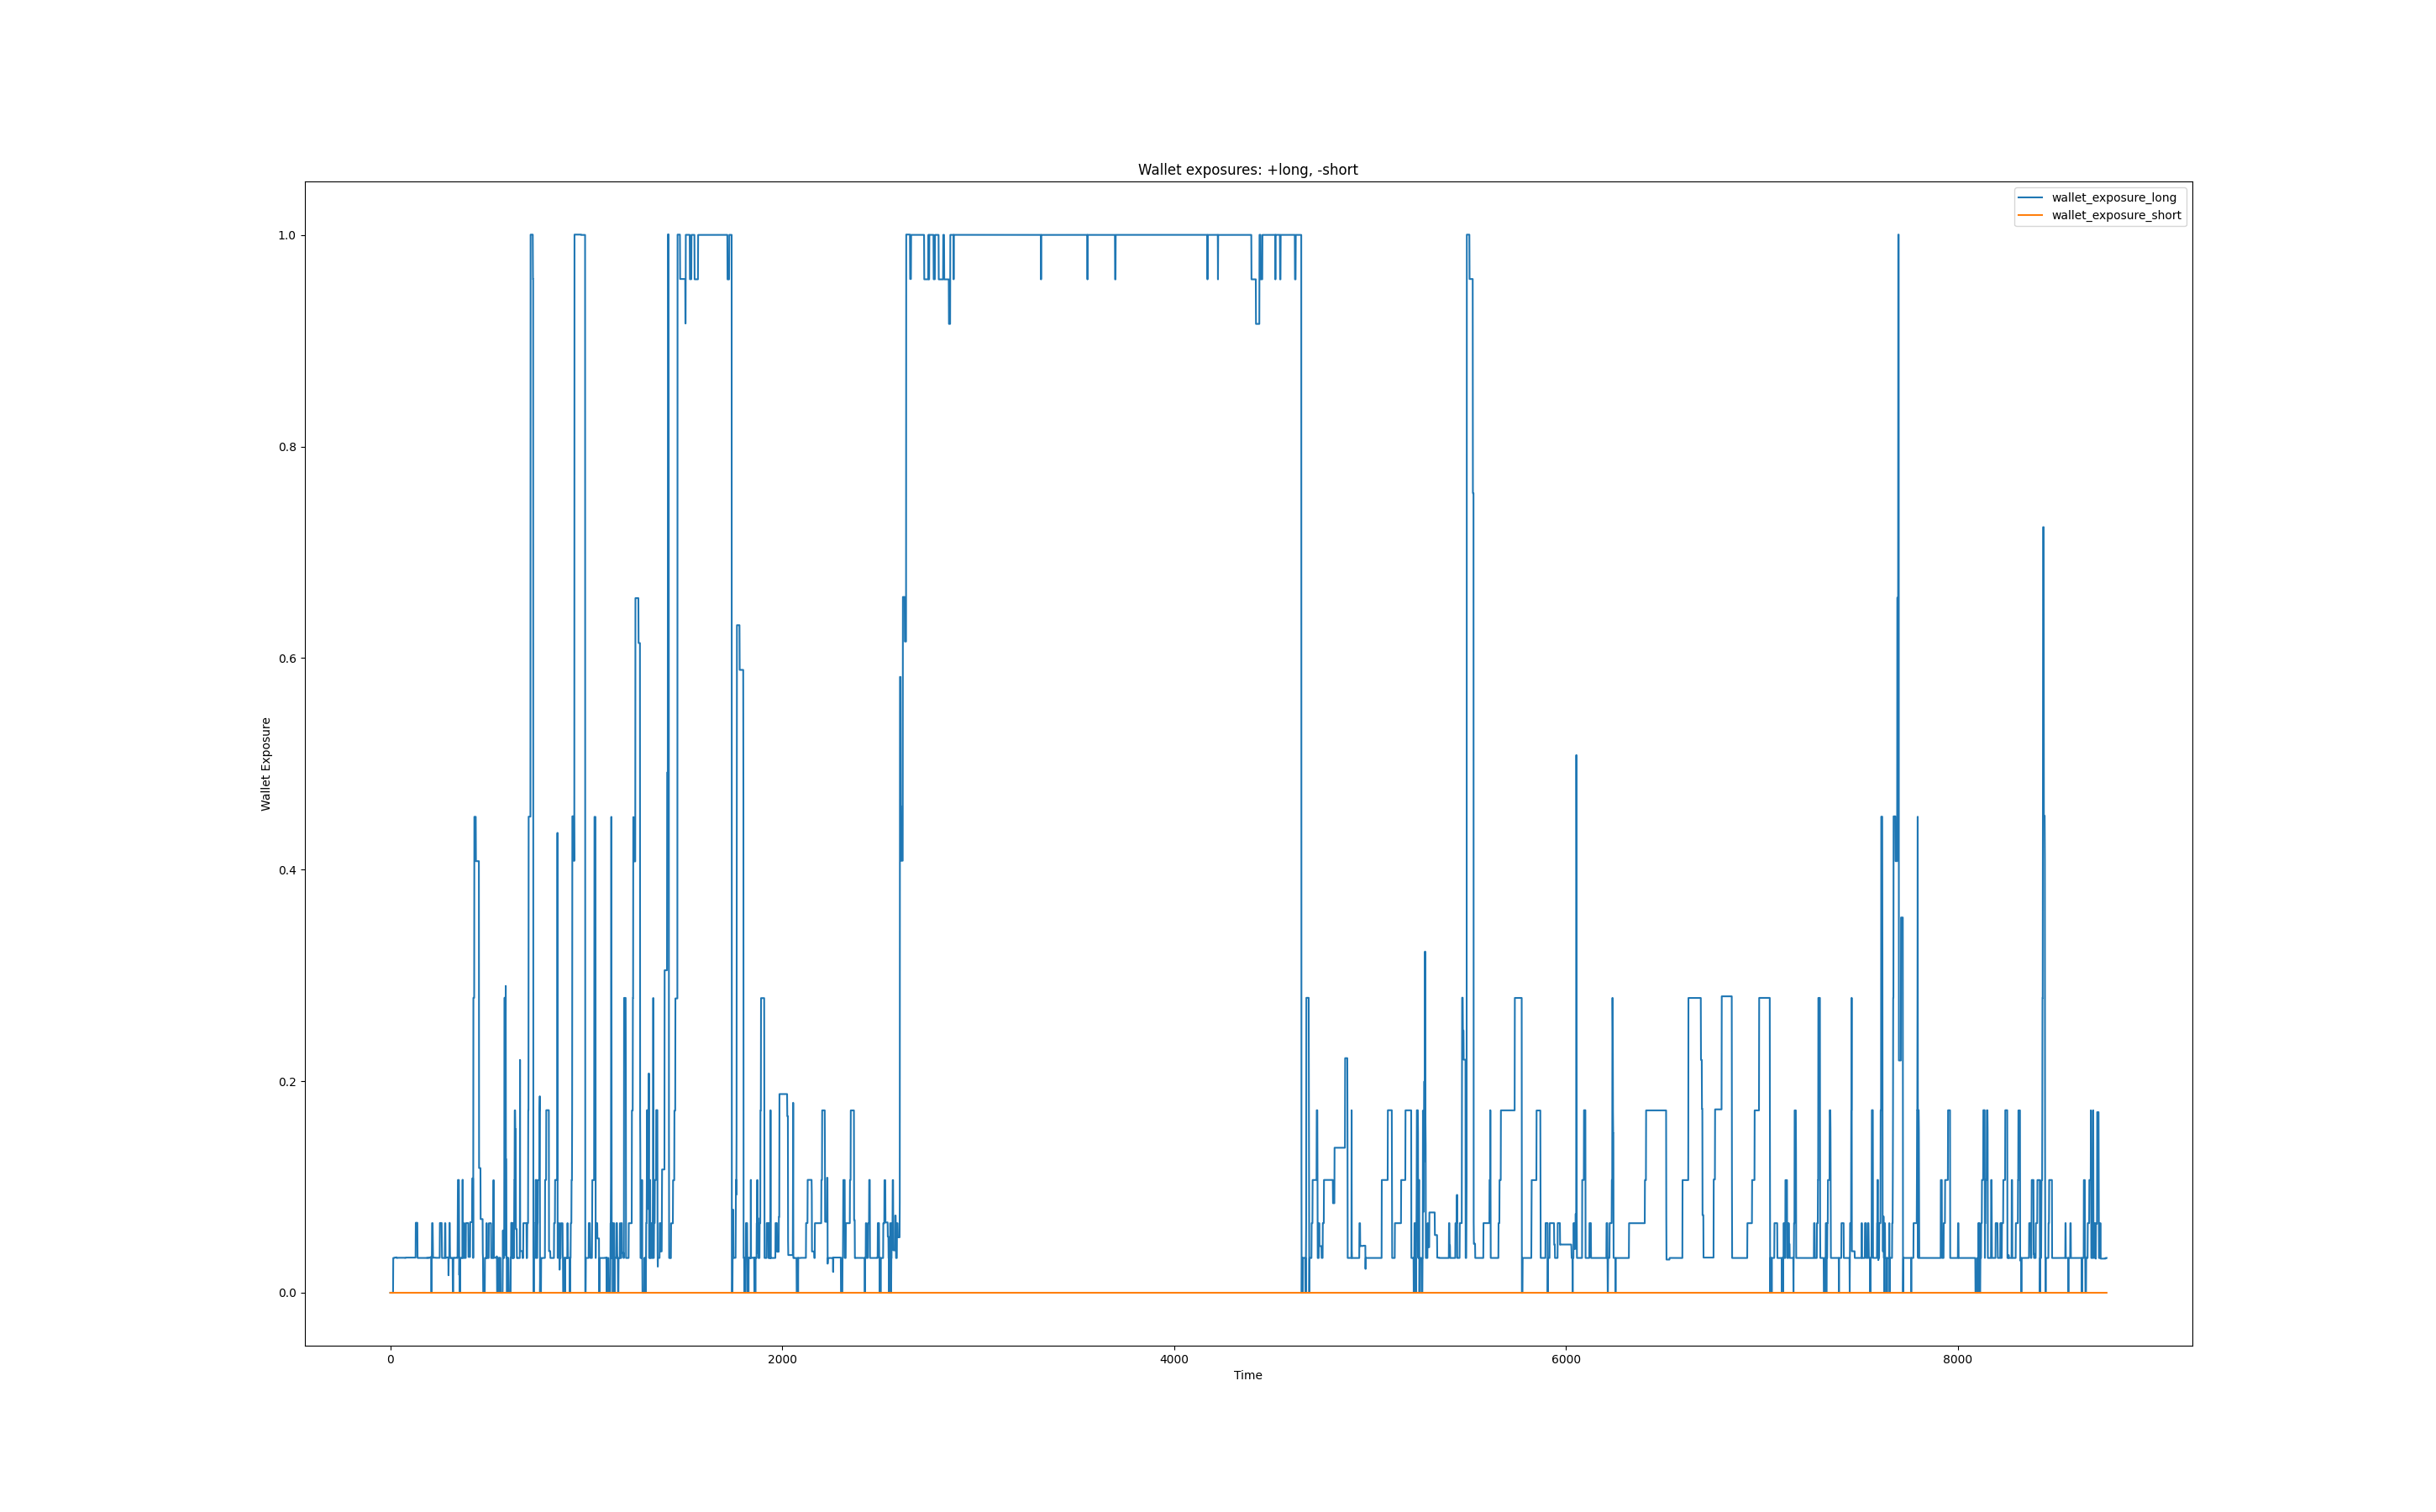 Wallet exposures: +long, -short
wallet_exposure_long
wallet_exposure_short
1.0
0.8
0.6
0.4
0.2
0.0
Wallet Exposure
0 2000 4000 6000 8000
Time